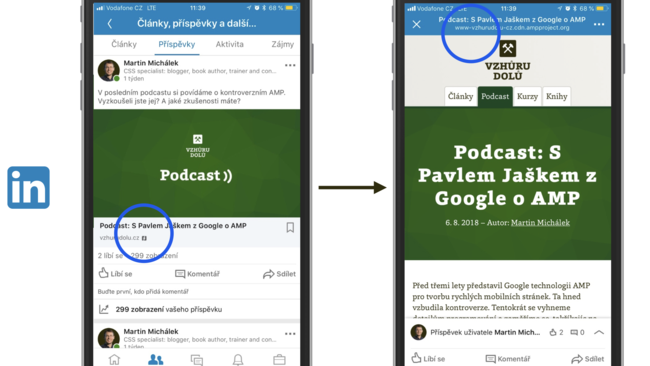 Vodafone CZ LTE 11:39 86 %
Články, příspěvky a další…
Články Příspěvky Aktivita Zájmy
Martin Michálek
CSS specialist: blogger, book author, trainer and con...
1 týden
V posledním podcastu si povídáme o kontroverzním AMP.
Vyzkoušeli jste jej? A jaké zkušenosti máte?
VZHŮRU
DOLŮ
Podcast
Podcast: S Pavlem Jaškem z Google o AMP
vzhurudolu.cz
2 líbí se 299 zobrazení
Líbí se Komentář Sdílet
Buďte první, kdo přidá komentář
299 zobrazení vašeho příspěvku
Martin Michálek
CSS specialist: blogger, book author, trainer and con...
1 týden
in
Vodafone CZ 11:39 86 %
Podcast: S Pavlem Jaškem z Google o AMP
www-vzhurudolu-cz.cdn.ampproject.org
VZHŮRU
DOLŮ
Články Podcast Kurzy Knihy
Podcast: S
Pavlem Jaškem z
Google o AMP
6. 8. 2018 – Autor: Martin Michálek
Před třemi lety představil Google technologii AMP
pro tvorbu rychlých mobilních stránek. Ta hned
vzbudila kontroverze. Tentokrát se vyhneme
Příspěvek uživatele Martin Mich... 2 0
Líbí se Komentář Sdílet